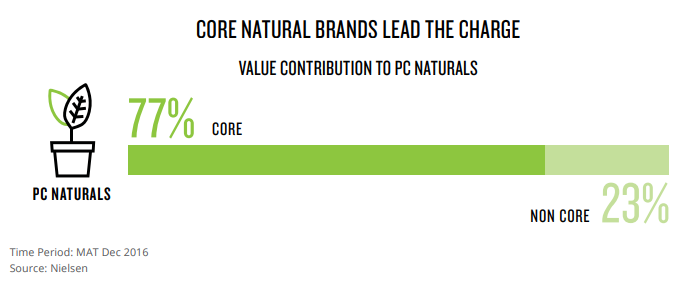 CORE NATURAL BRANDS LEAD THE CHARGE
VALUE CONTRIBUTION TO PC NATURALS
77% CORE
PC NATURALS
NON CORE 23%
Time Period: MAT Dec 2016
Source: Nielsen